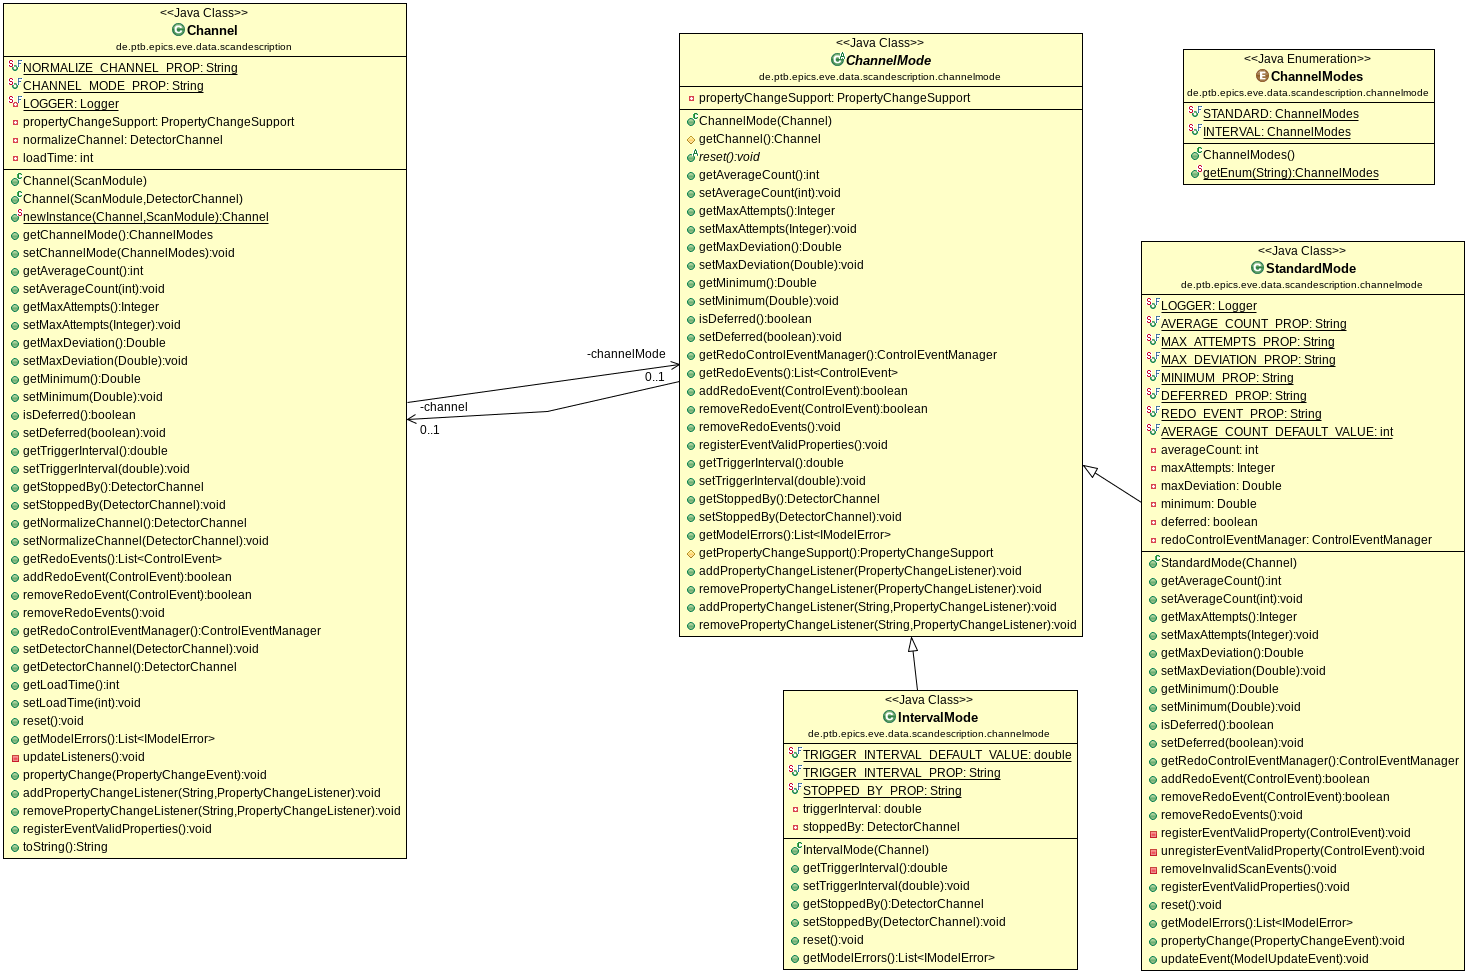 <<Java Class>>
Channel
de.ptb.epics.eve.data.scandescription
NORMALIZE_CHANNEL_PROP: String
CHANNEL_MODE_PROP: String
LOGGER: Logger
propertyChangeSupport: PropertyChangeSupport
normalizeChannel: DetectorChannel
loadTime: int
Channel(ScanModule)
Channel(ScanModule,DetectorChannel)
newInstance(Channel,ScanModule):Channel
getChannelMode():ChannelModes
setChannelMode(ChannelModes):void
getAverageCount():int
setAverageCount(int):void
getMaxAttempts():Integer
setMaxAttempts(Integer):void
getMaxDeviation():Double
setMaxDeviation(Double):void
getMinimum():Double
setMinimum(Double):void
isDeferred():boolean
setDeferred(boolean):void
getTriggerInterval():double
setTriggerInterval(double):void
getStoppedBy():DetectorChannel
setStoppedBy(DetectorChannel):void
getNormalizeChannel():DetectorChannel
setNormalizeChannel(DetectorChannel):void
getRedoEvents():List<ControlEvent>
addRedoEvent(ControlEvent):boolean
removeRedoEvent(ControlEvent):boolean
removeRedoEvents():void
getRedoControlEventManager():ControlEventManager
setDetectorChannel(DetectorChannel):void
getDetectorChannel():DetectorChannel
getLoadTime():int
setLoadTime(int):void
reset():void
getModelErrors():List<IModelError>
updateListeners():void
propertyChange(PropertyChangeEvent):void
addPropertyChangeListener(String,PropertyChangeListener):void
removePropertyChangeListener(String,PropertyChangeListener):void
registerEventValidProperties():void
toString():String
-channelMode
0..1
-channel
0..1
<<Java Class>>
ChannelMode
de.ptb.epics.eve.data.scandescription.channelmode
propertyChangeSupport: PropertyChangeSupport
ChannelMode(Channel)
getChannel():Channel
reset():void
getAverageCount():int
setAverageCount(int):void
getMaxAttempts():Integer
setMaxAttempts(Integer):void
getMaxDeviation():Double
setMaxDeviation(Double):void
getMinimum():Double
setMinimum(Double):void
isDeferred():boolean
setDeferred(boolean):void
getRedoControlEventManager():ControlEventManager
getRedoEvents():List<ControlEvent>
addRedoEvent(ControlEvent):boolean
removeRedoEvent(ControlEvent):boolean
removeRedoEvents():void
registerEventValidProperties():void
getTriggerInterval():double
setTriggerInterval(double):void
getStoppedBy():DetectorChannel
setStoppedBy(DetectorChannel):void
getModelErrors():List<IModelError>
getPropertyChangeSupport():PropertyChangeSupport
addPropertyChangeListener(PropertyChangeListener):void
removePropertyChangeListener(PropertyChangeListener):void
addPropertyChangeListener(String,PropertyChangeListener):void
removePropertyChangeListener(String,PropertyChangeListener):void
<<Java Class>>
IntervalMode
de.ptb.epics.eve.data.scandescription.channelmode
TRIGGER_INTERVAL_DEFAULT_VALUE: double
TRIGGER_INTERVAL_PROP: String
STOPPED_BY_PROP: String
triggerInterval: double
stoppedBy: DetectorChannel
IntervalMode(Channel)
getTriggerInterval():double
setTriggerInterval(double):void
getStoppedBy():DetectorChannel
setStoppedBy(DetectorChannel):void
reset():void
getModelErrors():List<IModelError>
<<Java Enumeration>>
ChannelModes
de.ptb.epics.eve.data.scandescription.channelmode
STANDARD: ChannelModes
INTERVAL: ChannelModes
ChannelModes()
getEnum(String):ChannelModes
<<Java Class>>
StandardMode
de.ptb.epics.eve.data.scandescription.channelmode
LOGGER: Logger
AVERAGE_COUNT_PROP: String
MAX_ATTEMPTS_PROP: String
MAX_DEVIATION_PROP: String
MINIMUM_PROP: String
DEFERRED_PROP: String
REDO_EVENT_PROP: String
AVERAGE_COUNT_DEFAULT_VALUE: int
averageCount: int
maxAttempts: Integer
maxDeviation: Double
minimum: Double
deferred: boolean
redoControlEventManager: ControlEventManager
StandardMode(Channel)
getAverageCount():int
setAverageCount(int):void
getMaxAttempts():Integer
setMaxAttempts(Integer):void
getMaxDeviation():Double
setMaxDeviation(Double):void
getMinimum():Double
setMinimum(Double):void
isDeferred():boolean
setDeferred(boolean):void
getRedoControlEventManager():ControlEventManager
addRedoEvent(ControlEvent):boolean
removeRedoEvent(ControlEvent):boolean
removeRedoEvents():void
registerEventValidProperty(ControlEvent):void
unregisterEventValidProperty(ControlEvent):void
removeInvalidScanEvents():void
registerEventValidProperties():void
reset():void
getModelErrors():List<IModelError>
propertyChange(PropertyChangeEvent):void
updateEvent(ModelUpdateEvent):void